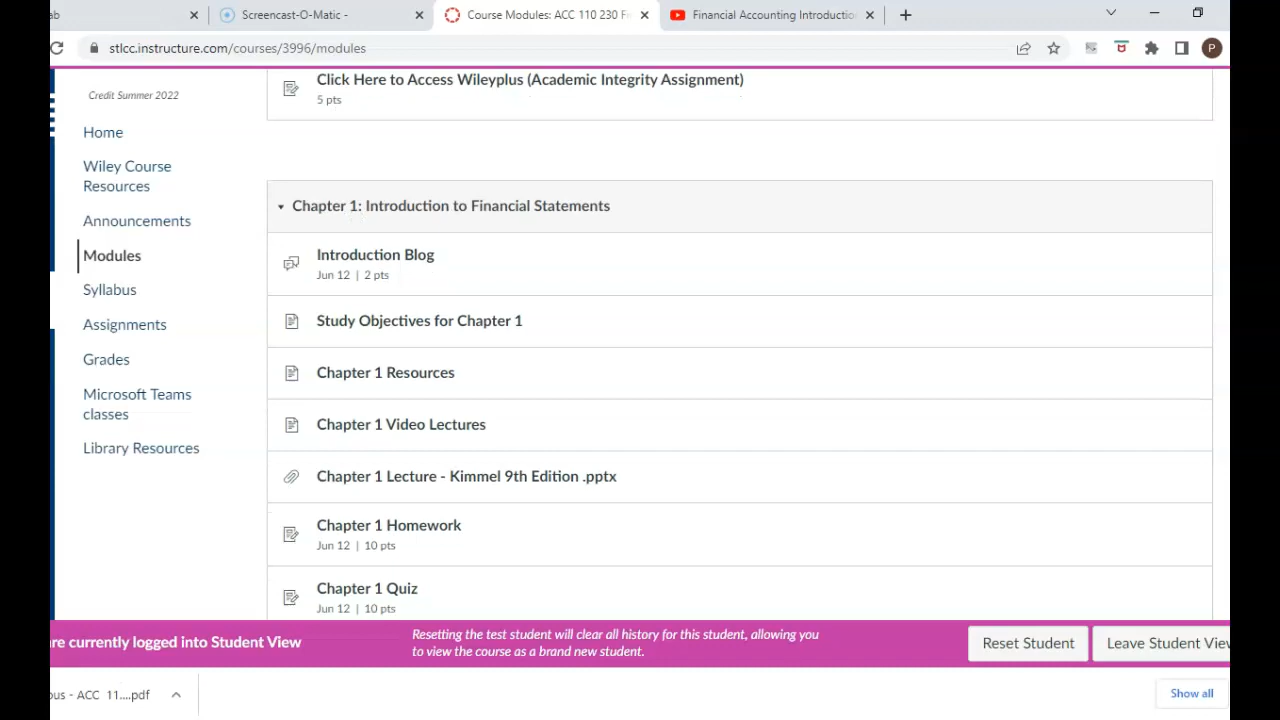 ab
Screencast-O-Matic -
Course Modules: ACC 110 230 Fi
Financial Accounting Introduction
stlcc.instructure.com/courses/3996/modules
P
Credit Summer 2022
Home
Wiley Course
Resources
Announcements
Modules
Syllabus
Assignments
Grades
Microsoft Teams
classes
Library Resources
Click Here to Access Wileyplus (Academic Integrity Assignment)
5 pts
Chapter 1: Introduction to Financial Statements
Introduction Blog
Jun 12 | 2 pts
Study Objectives for Chapter 1
Chapter 1 Resources
Chapter 1 Video Lectures
Chapter 1 Lecture - Kimmel 9th Edition .pptx
Chapter 1 Homework
Jun 12 | 10 pts
Chapter 1 Quiz
Jun 12 | 10 pts
re currently logged into Student View
Resetting the test student will clear all history for this student, allowing you
to view the course as a brand new student.
Reset Student
Leave Student View
ous - ACC 11....pdf
Show all